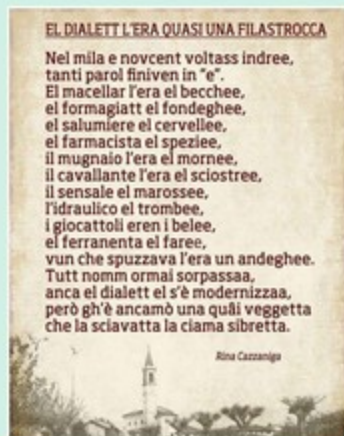 EL DIALETT L'ERA QUASI UNA FILASTROCCA
Nel mila e novcent voltass indree,
tanti parol finiven in "e".
El macellar l'era el becchee,
el formagiatt el fondeghee,
el salumiere el cervellee,
el farmacista el speziee,
il mugnaio l'era el mornee,
il cavallante l'era el sciostree,
il sensale el marossee,
l'idraulico el trombee,
i giocattoli eren i belee,
el ferranenta el faree,
vun che spuzzava l'era un andeghee.
Tutt nomm ormai sorpassaa,
anca el dialett el s'è modernizzaa,
però gh'è ancamò una quâi veggetta
che la sciavatta la ciama sibretta.
Rina Cazzaniga